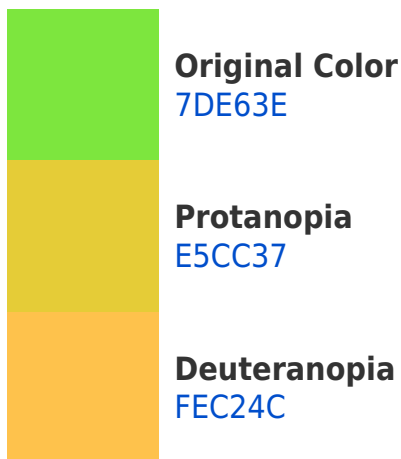 Original Color
7DE63E
Protanopia
E5CC37
Deuteranopia
FEC24C